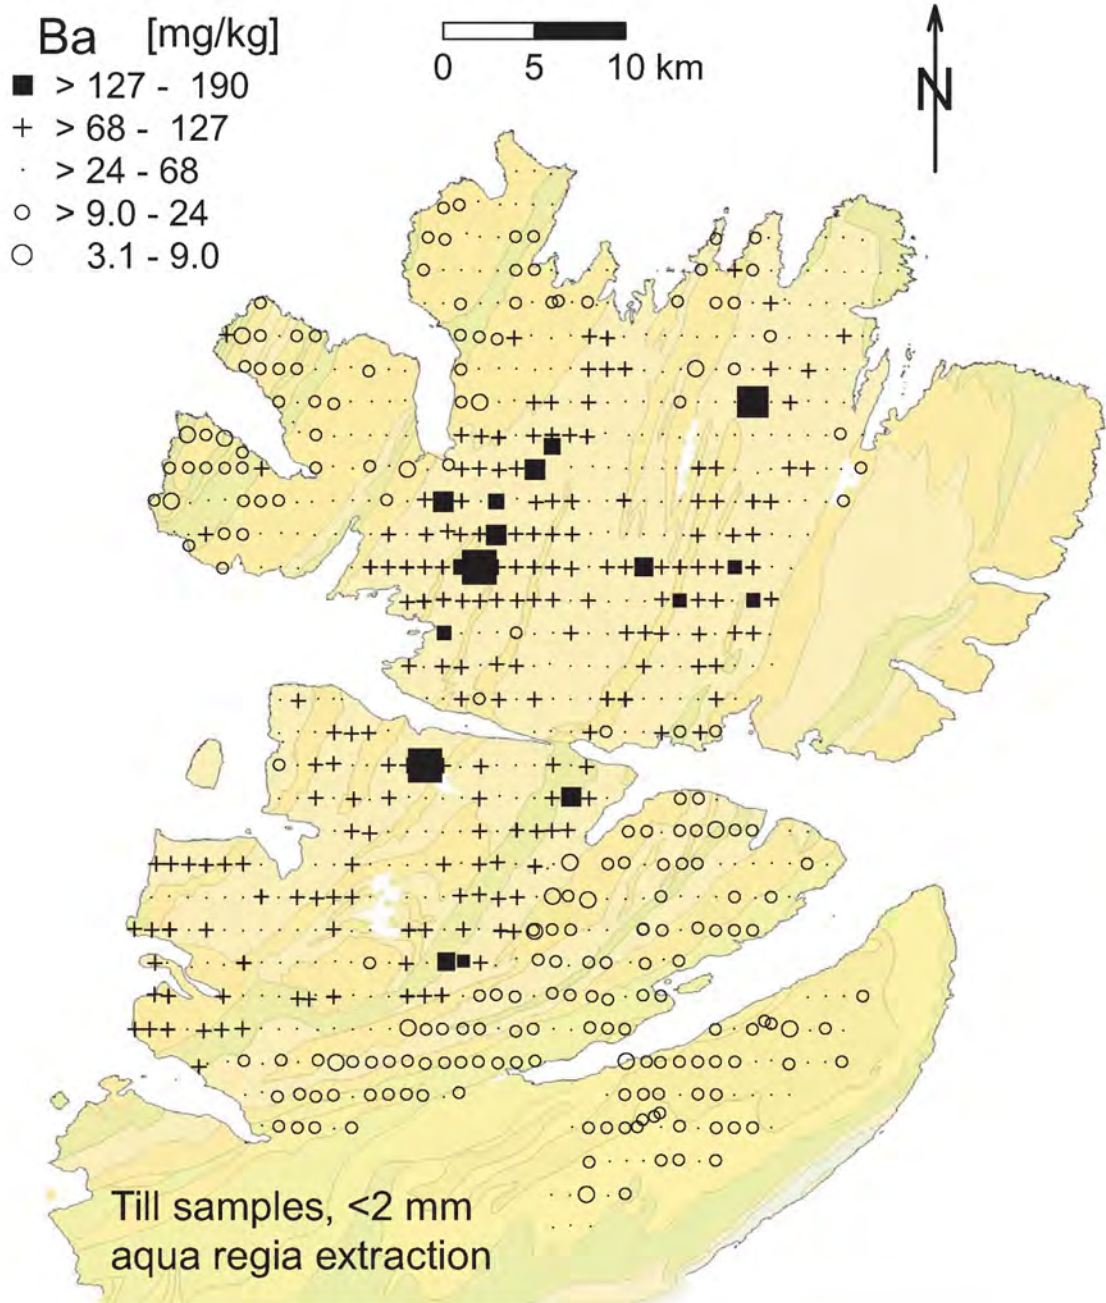 Ba [mg/kg]
> 127 - 190
> 68 - 127
> 24 - 68
> 9.0 - 24
3.1 - 9.0
0 5 10 km
N
Till samples, <2 mm
aqua regia extraction